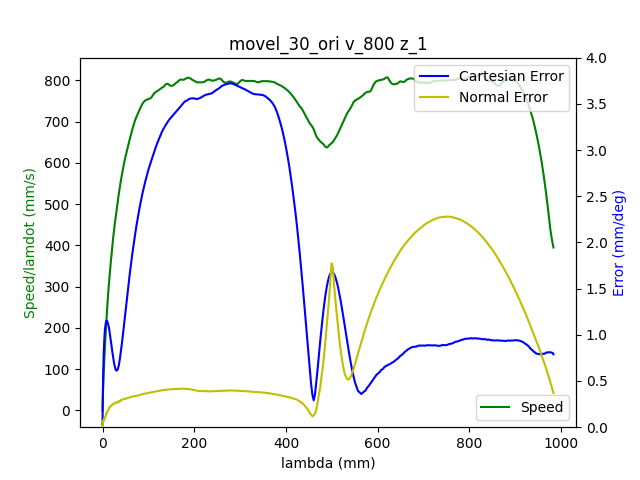 movel_30_ori v_800 z_1
Cartesian Error
Normal Error
Speed
Speed/lamdot (mm/s)
800
700
600
500
400
300
200
100
0
4.0
3.5
3.0
2.5
2.0
1.5
1.0
0.5
0.0
Error (mm/deg)
0 200 400 600 800 1000
lambda (mm)